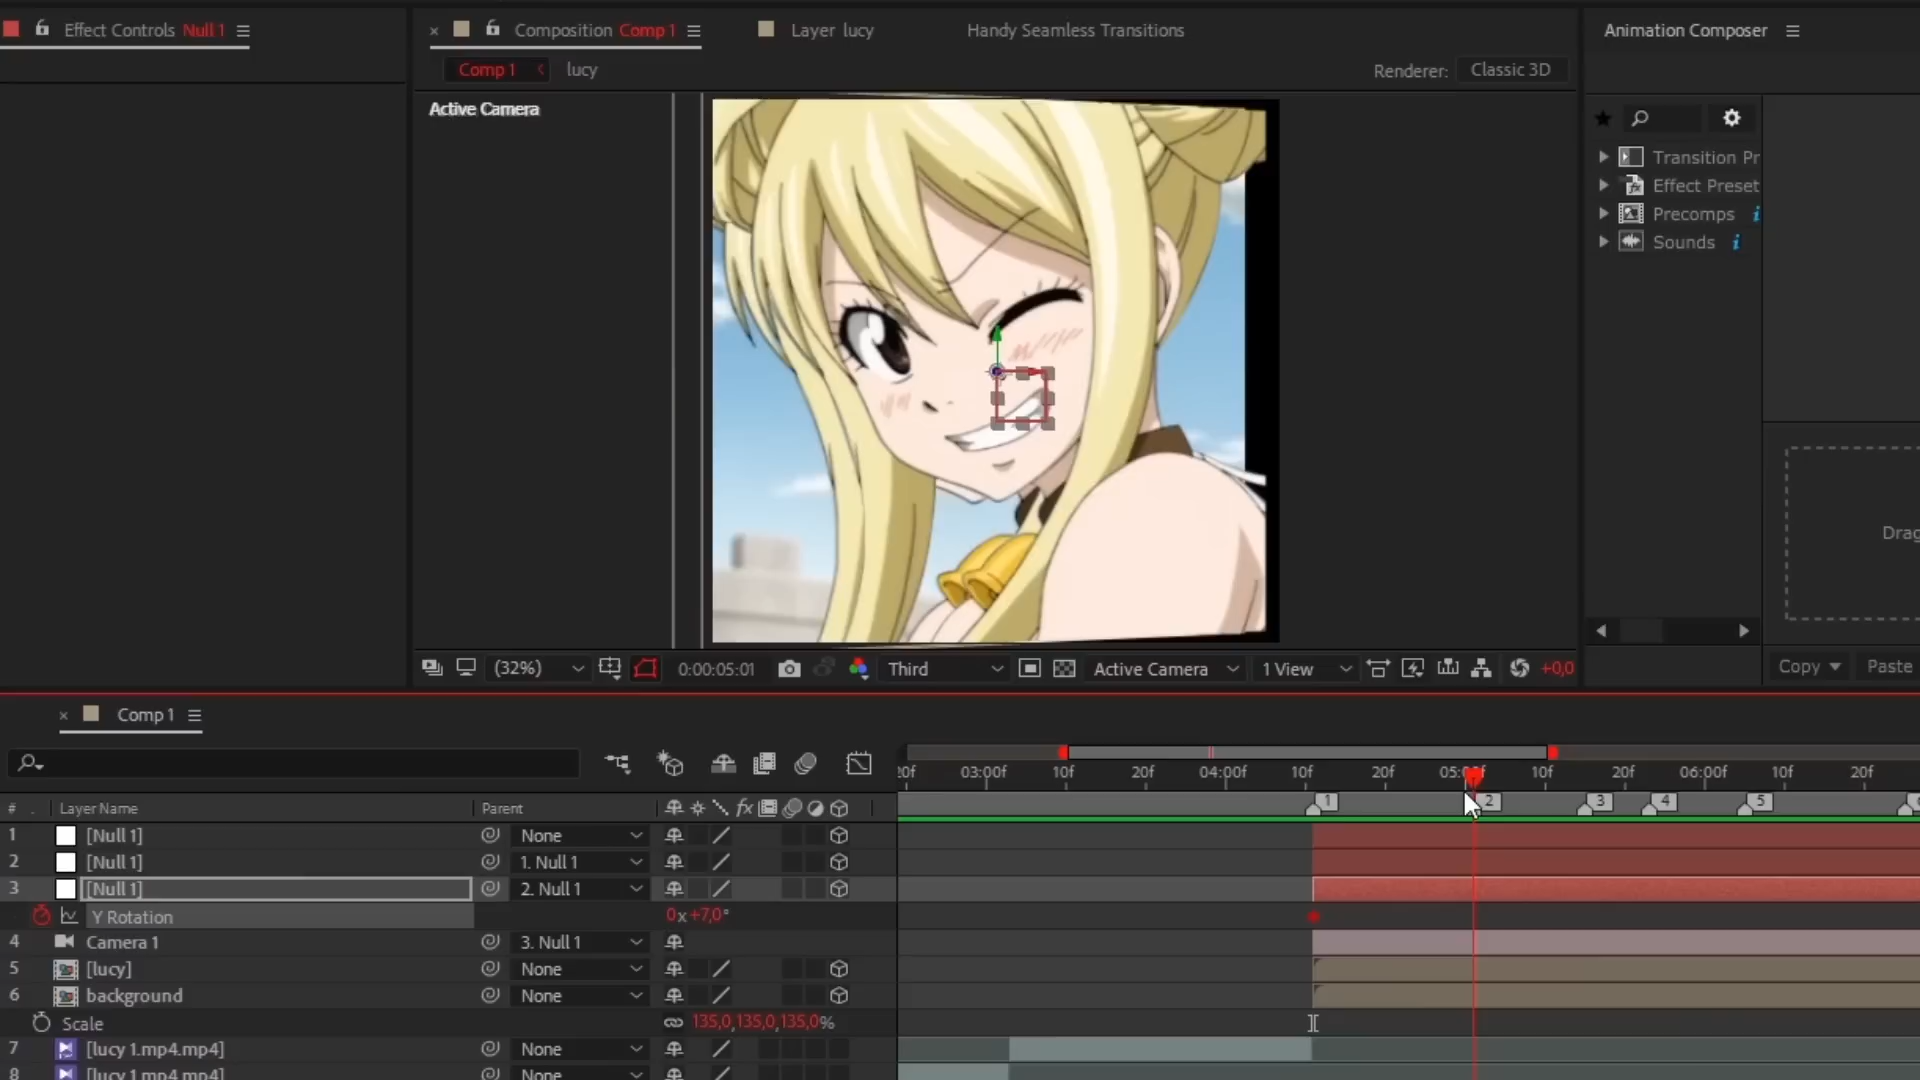 Effect Controls Null 1
Composition Comp 1
Layer lucy
Handy Seamless Transitions
Animation Composer
Comp 1
lucy
Renderer: Classic 3D
Active Camera
Transition Pr
Effect Preset
Precomps
Sounds
Drag
(32%)
0:00:05:01
Third
Active Camera
1 View
+0,0
Copy
Paste
Comp 1
03:00f 10f 20f 04:00f 10f 20f 10f 20f 06:00f 10f 20f
# Layer Name Parent fx
1 2 3 4 5
1 [Null 1] None
2 [Null 1] 1. Null 1
3 [Null 1] 2. Null 1
Y Rotation 0x+7,0°
4 Camera 1 3. Null 1
5 [lucy] None
6 background None
Scale 135,0,135,0,135,0%
7 [lucy 1.mp4.mp4] None
8 [lucy 1.mp4.mp4] None